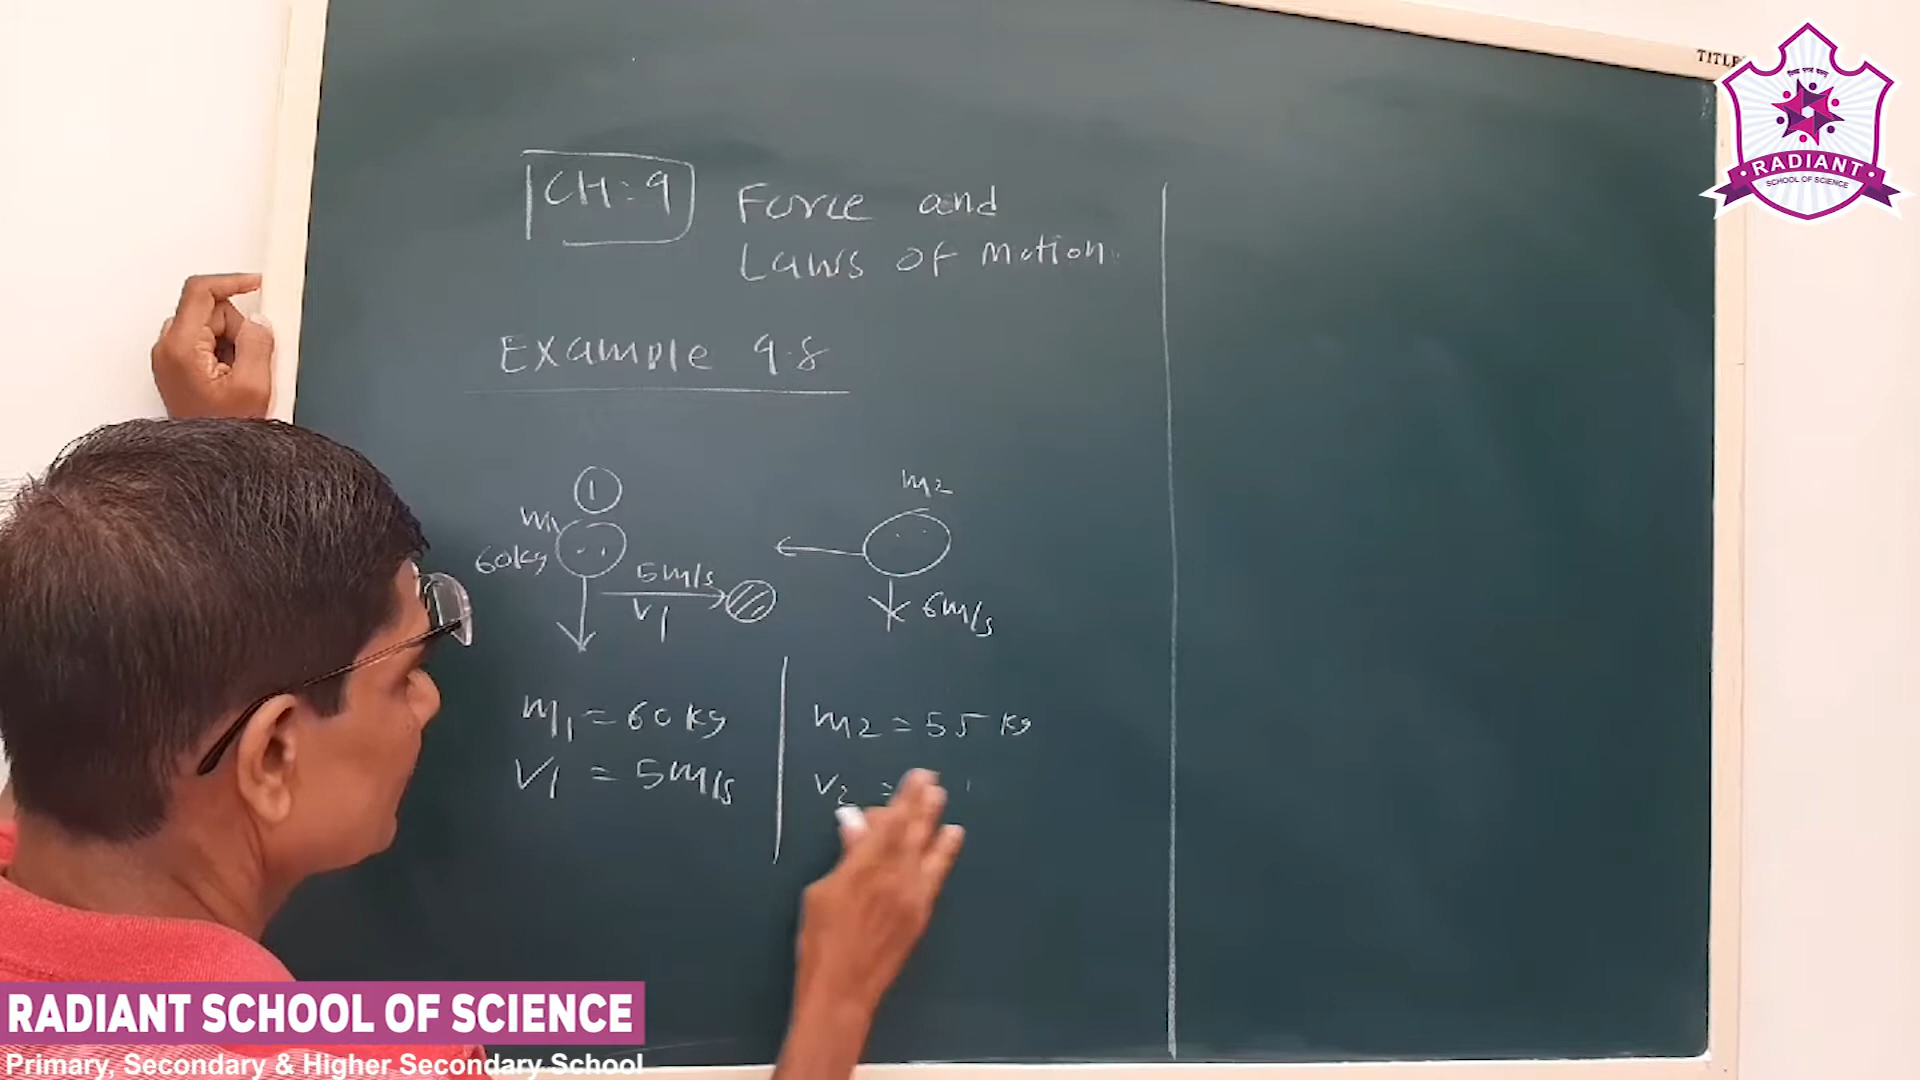 TITLE
RADIANT
SCHOOL OF SCIENCE
CH:9
Force and
Laws of motion
Example 9.8
1
m1
60kg
5m/s
V1
m2
6m/s
m1 = 60 kg
V1 = 5m/s
m2 = 55 kg
V2 =
RADIANT SCHOOL OF SCIENCE
Primary, Secondary & Higher Secondary School